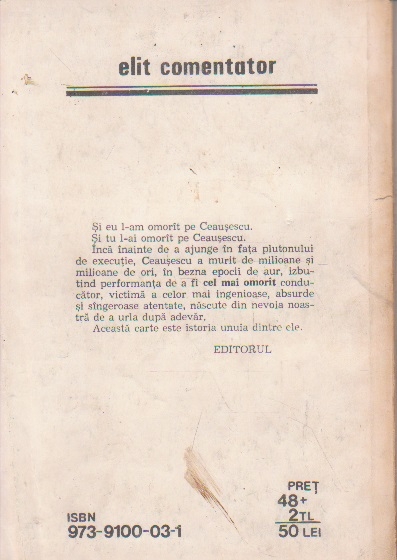 elit comentator
Și eu l-am omorît pe Ceaușescu.
Și tu l-ai omorît pe Ceaușescu.
Încă înainte de a ajunge în fața plutonului
de execuție, Ceaușescu a murit de milioane și
milioane de ori, în bezna epocii de aur, izbu-
tind performanța de a fi cel mai omorit condu-
cător, victimă a celor mai ingenioase, absurde
și sîngeroase atentate, născute din nevoia noas-
tră de a urla după adevăr.
Această carte este istoria unuia dintre ele.
EDITORUL
PREȚ
48+
2TL
50 LEI
ISBN
973-9100-03-1